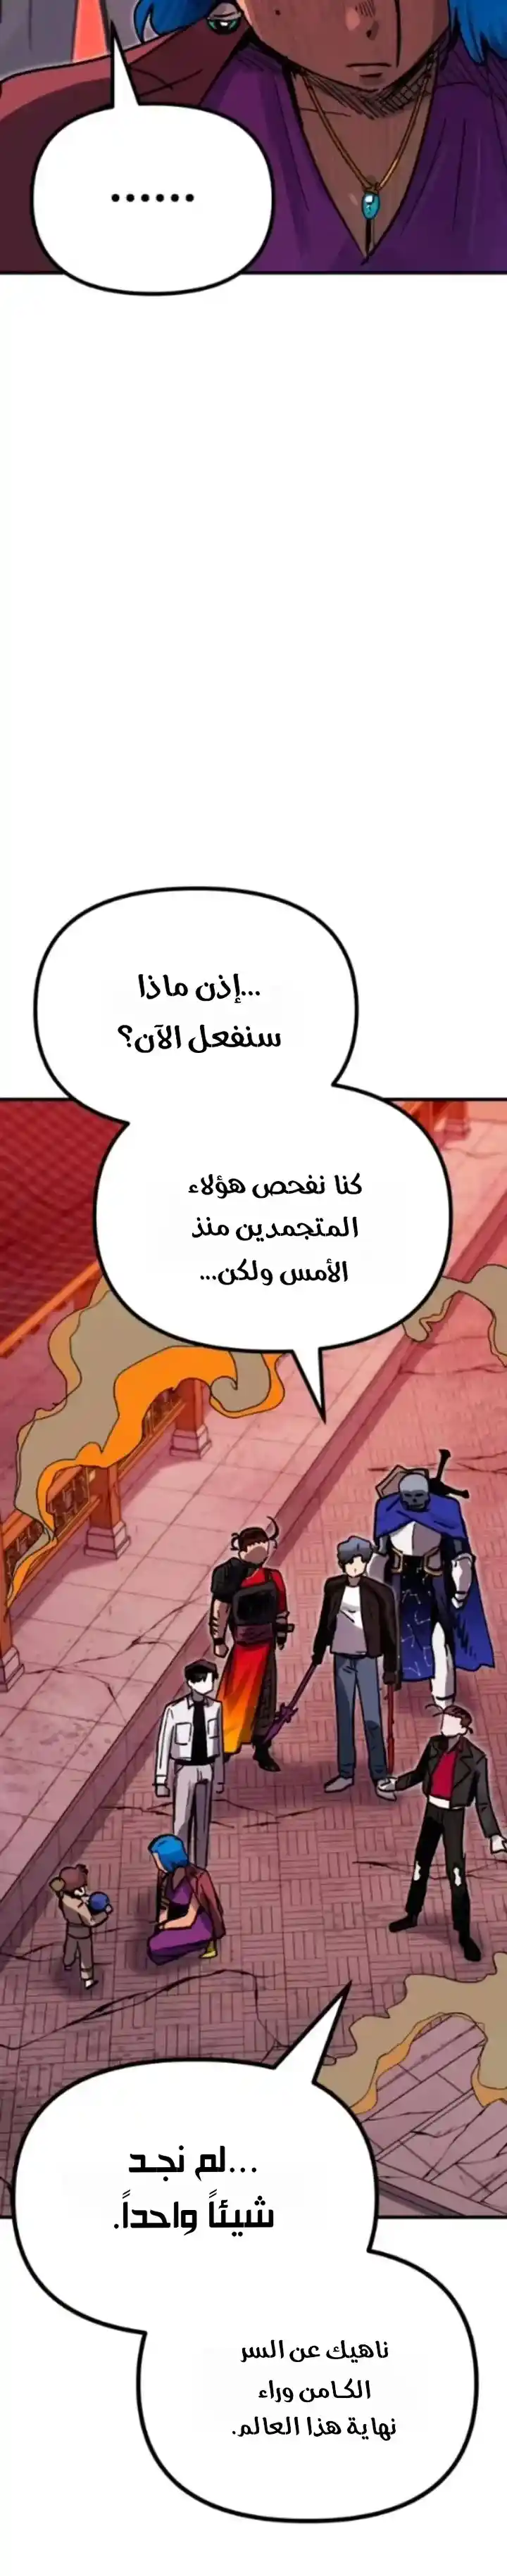 ......
...إذن ماذا
سنفعل الآن؟
كنا نفحص هؤلاء
المتجمدين منذ
الأمس ولكن...
...لم نجد
شيئاً واحداً.
ناهيك عن السر
الكامن وراء
نهاية هذا العالم.